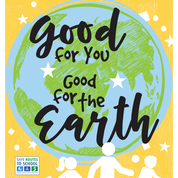 Good
for You
Good
for the
Earth
SAFE ROUTES
TO SCHOOL